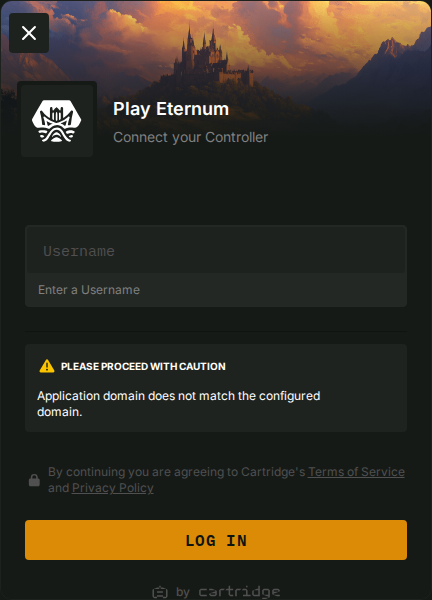 Play Eternum
Connect your Controller
Username
Enter a Username
PLEASE PROCEED WITH CAUTION
Application domain does not match the configured
domain.
By continuing you are agreeing to Cartridge's Terms of Service
and Privacy Policy
LOG IN
by cartridge